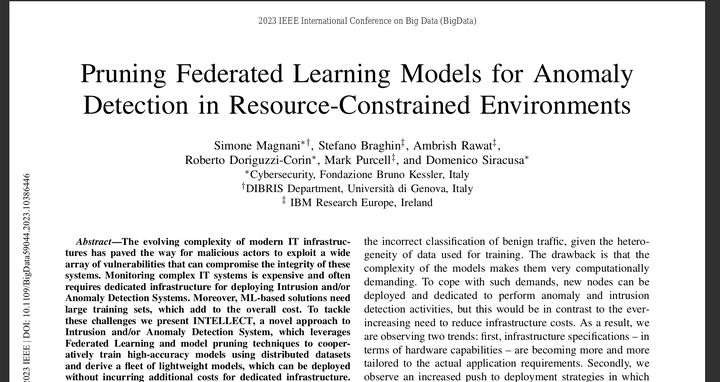 2023 IEEE International Conference on Big Data (BigData)
Pruning Federated Learning Models for Anomaly
Detection in Resource-Constrained Environments
Simone Magnani*†, Stefano Braghin‡, Ambrish Rawat‡,
Roberto Doriguzzi-Corin*, Mark Purcell‡, and Domenico Siracusa*
*Cybersecurity, Fondazione Bruno Kessler, Italy
†DIBRIS Department, Università di Genova, Italy
‡ IBM Research Europe, Ireland
Abstract—The evolving complexity of modern IT infrastruc-
tures has paved the way for malicious actors to exploit a wide
array of vulnerabilities that can compromise the integrity of these
systems. Monitoring complex IT systems is expensive and often
requires dedicated infrastructure for deploying Intrusion and/or
Anomaly Detection Systems. Moreover, ML-based solutions need
large training sets, which add to the overall cost. To tackle
these challenges we present INTELLECT, a novel approach to
Intrusion and/or Anomaly Detection System, which leverages
Federated Learning and model pruning techniques to cooper-
atively train high-accuracy models using distributed datasets
and derive a fleet of lightweight models, which can be deployed
without incurring additional costs for dedicated infrastructure.
the incorrect classification of benign traffic, given the hetero-
geneity of data used for training. The drawback is that the
complexity of the models makes them very computationally
demanding. To cope with such demands, new nodes can be
deployed and dedicated to perform anomaly and intrusion
detection activities, but this would be in contrast to the ever-
increasing need to reduce infrastructure costs. As a result, we
are observing two trends: first, infrastructure specifications – in
terms of hardware capabilities – are becoming more and more
tailored to the actual application requirements. Secondly, we
observe an increased push to deployment strategies in which
2023 IEEE | DOI: 10.1109/BigData59044.2023.10386446